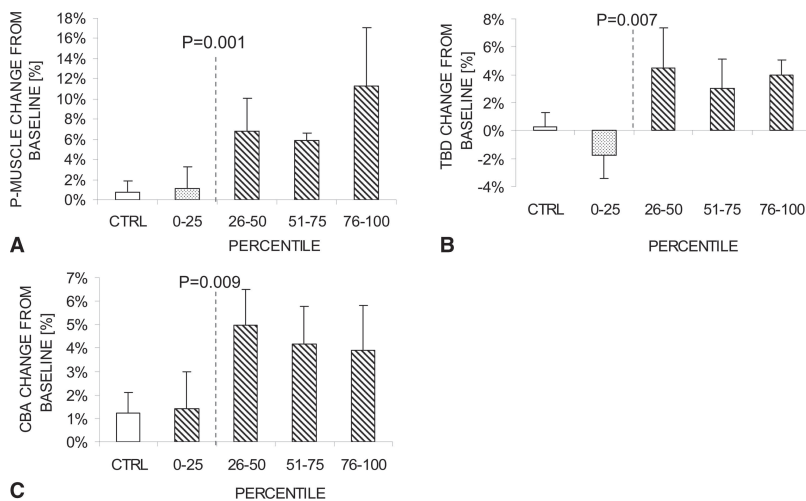 P-MUSCLE CHANGE FROM
BASELINE [%]
18%
16%
14%
12%
10%
8%
6%
4%
2%
0%
P=0.001
CTRL 0-25 26-50 51-75 76-100
PERCENTILE
A
TBD CHANGE FROM
BASELINE [%]
8%
6%
4%
2%
0%
-2%
-4%
P=0.007
CTRL 0-25 26-50 51-75 76-100
PERCENTILE
B
CBA CHANGE FROM
BASELINE [%]
7%
6%
5%
4%
3%
2%
1%
0%
P=0.009
CTRL 0-25 26-50 51-75 76-100
PERCENTILE
C